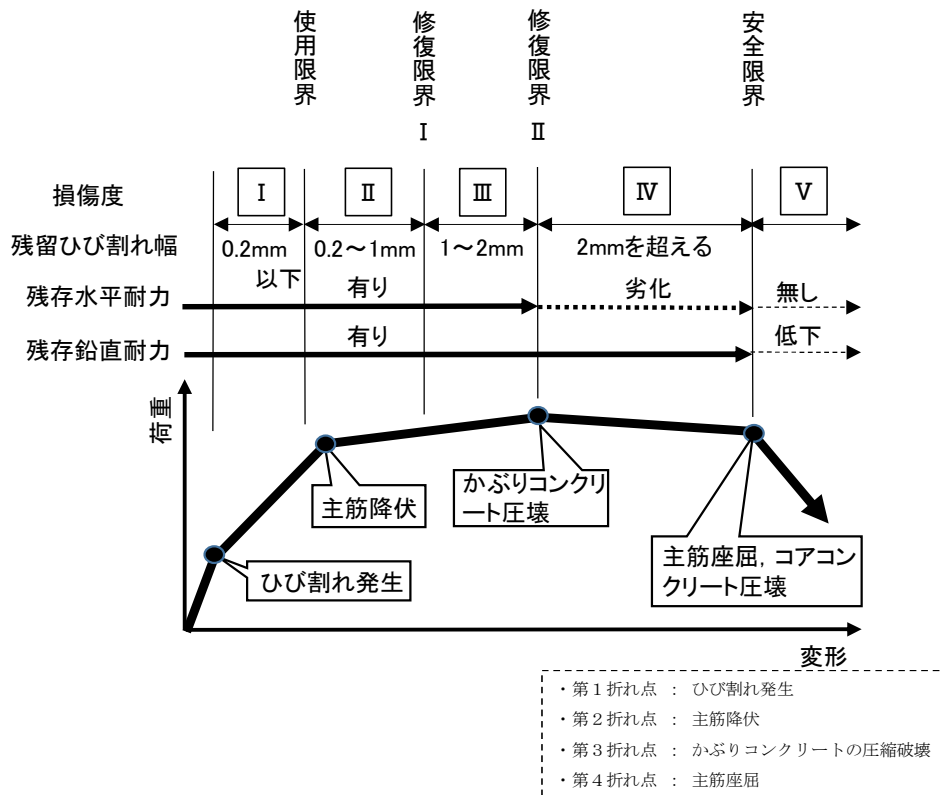 使用限界
修復限界Ⅰ
修復限界Ⅱ
安全限界
損傷度
Ⅰ
Ⅱ
Ⅲ
Ⅳ
Ⅴ
残留ひび割れ幅
0.2mm
以下
0.2～1mm
1～2mm
2mmを超える
残存水平耐力
有り
劣化
無し
残存鉛直耐力
有り
低下
荷重
主筋降伏
かぶりコンクリ
ート圧壊
ひび割れ発生
主筋座屈，コアコン
クリート圧壊
変形
・第１折れ点 ： ひび割れ発生
・第２折れ点 ： 主筋降伏
・第３折れ点 ： かぶりコンクリートの圧縮破壊
・第４折れ点 ： 主筋座屈